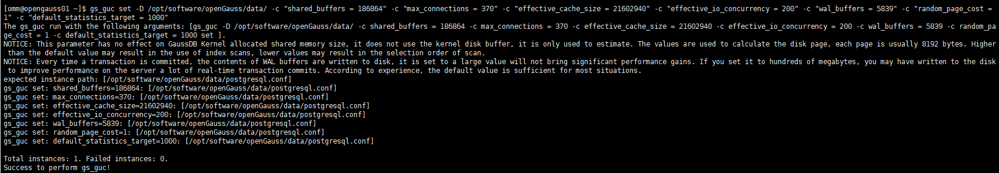 [omm@opengauss01 ~]$ gs_guc set -D /opt/software/openGauss/data/ -c "shared_buffers = 186864" -c "max_connections = 370" -c "effective_cache_size = 21602940" -c "effective_io_concurrency = 200" -c "wal_buffers = 5839" -c "random_page_cost =
1" -c "default_statistics_target = 1000"
The gs_guc run with the following arguments: [gs_guc -D /opt/software/openGauss/data/ -c shared_buffers = 186864 -c max_connections = 370 -c effective_cache_size = 21602940 -c effective_io_concurrency = 200 -c wal_buffers = 5839 -c random_pa
ge_cost = 1 -c default_statistics_target = 1000 set ].
NOTICE: This parameter has no effect on GaussDB Kernel allocated shared memory size, it does not use the kernel disk buffer, it is only used to estimate. The values are used to calculate the disk page, each page is usually 8192 bytes. Higher
than the default value may result in the use of index scans, lower values may result in the selection order of scan.
NOTICE: Every time a transaction is committed, the contents of WAL buffers are written to disk, it is set to a large value will not bring significant performance gains. If you set it to hundreds of megabytes, you may have written to the disk
to improve performance on the server a lot of real-time transaction commits. According to experience, the default value is sufficient for most situations.
expected instance path: [/opt/software/openGauss/data/postgresql.conf]
gs_guc set: shared_buffers=186864: [/opt/software/openGauss/data/postgresql.conf]
gs_guc set: max_connections=370: [/opt/software/openGauss/data/postgresql.conf]
gs_guc set: effective_cache_size=21602940: [/opt/software/openGauss/data/postgresql.conf]
gs_guc set: effective_io_concurrency=200: [/opt/software/openGauss/data/postgresql.conf]
gs_guc set: wal_buffers=5839: [/opt/software/openGauss/data/postgresql.conf]
gs_guc set: random_page_cost=1: [/opt/software/openGauss/data/postgresql.conf]
gs_guc set: default_statistics_target=1000: [/opt/software/openGauss/data/postgresql.conf]
Total instances: 1. Failed instances: 0.
Success to perform gs_guc!